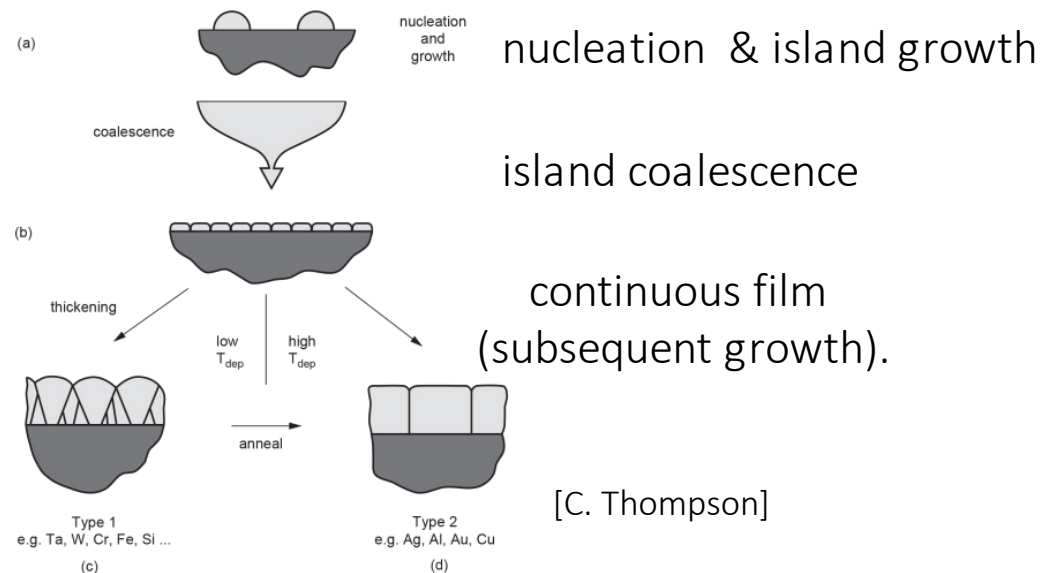 (a)
nucleation
and
growth
nucleation & island growth
coalescence
island coalescence
(b)
continuous film
(subsequent growth).
thickening
low
T_dep
high
T_dep
anneal
[C. Thompson]
Type 1
e.g. Ta, W, Cr, Fe, Si ...
(c)
Type 2
e.g. Ag, Al, Au, Cu
(d)